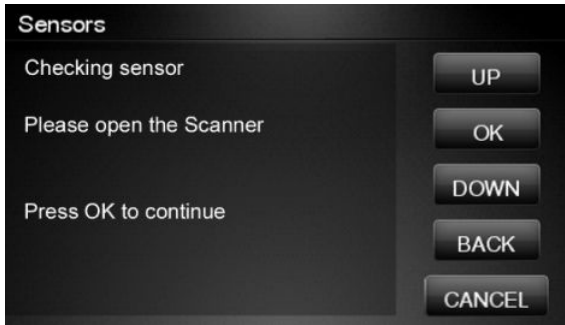 Sensors
Checking sensor
Please open the Scanner
Press OK to continue
UP
OK
DOWN
BACK
CANCEL